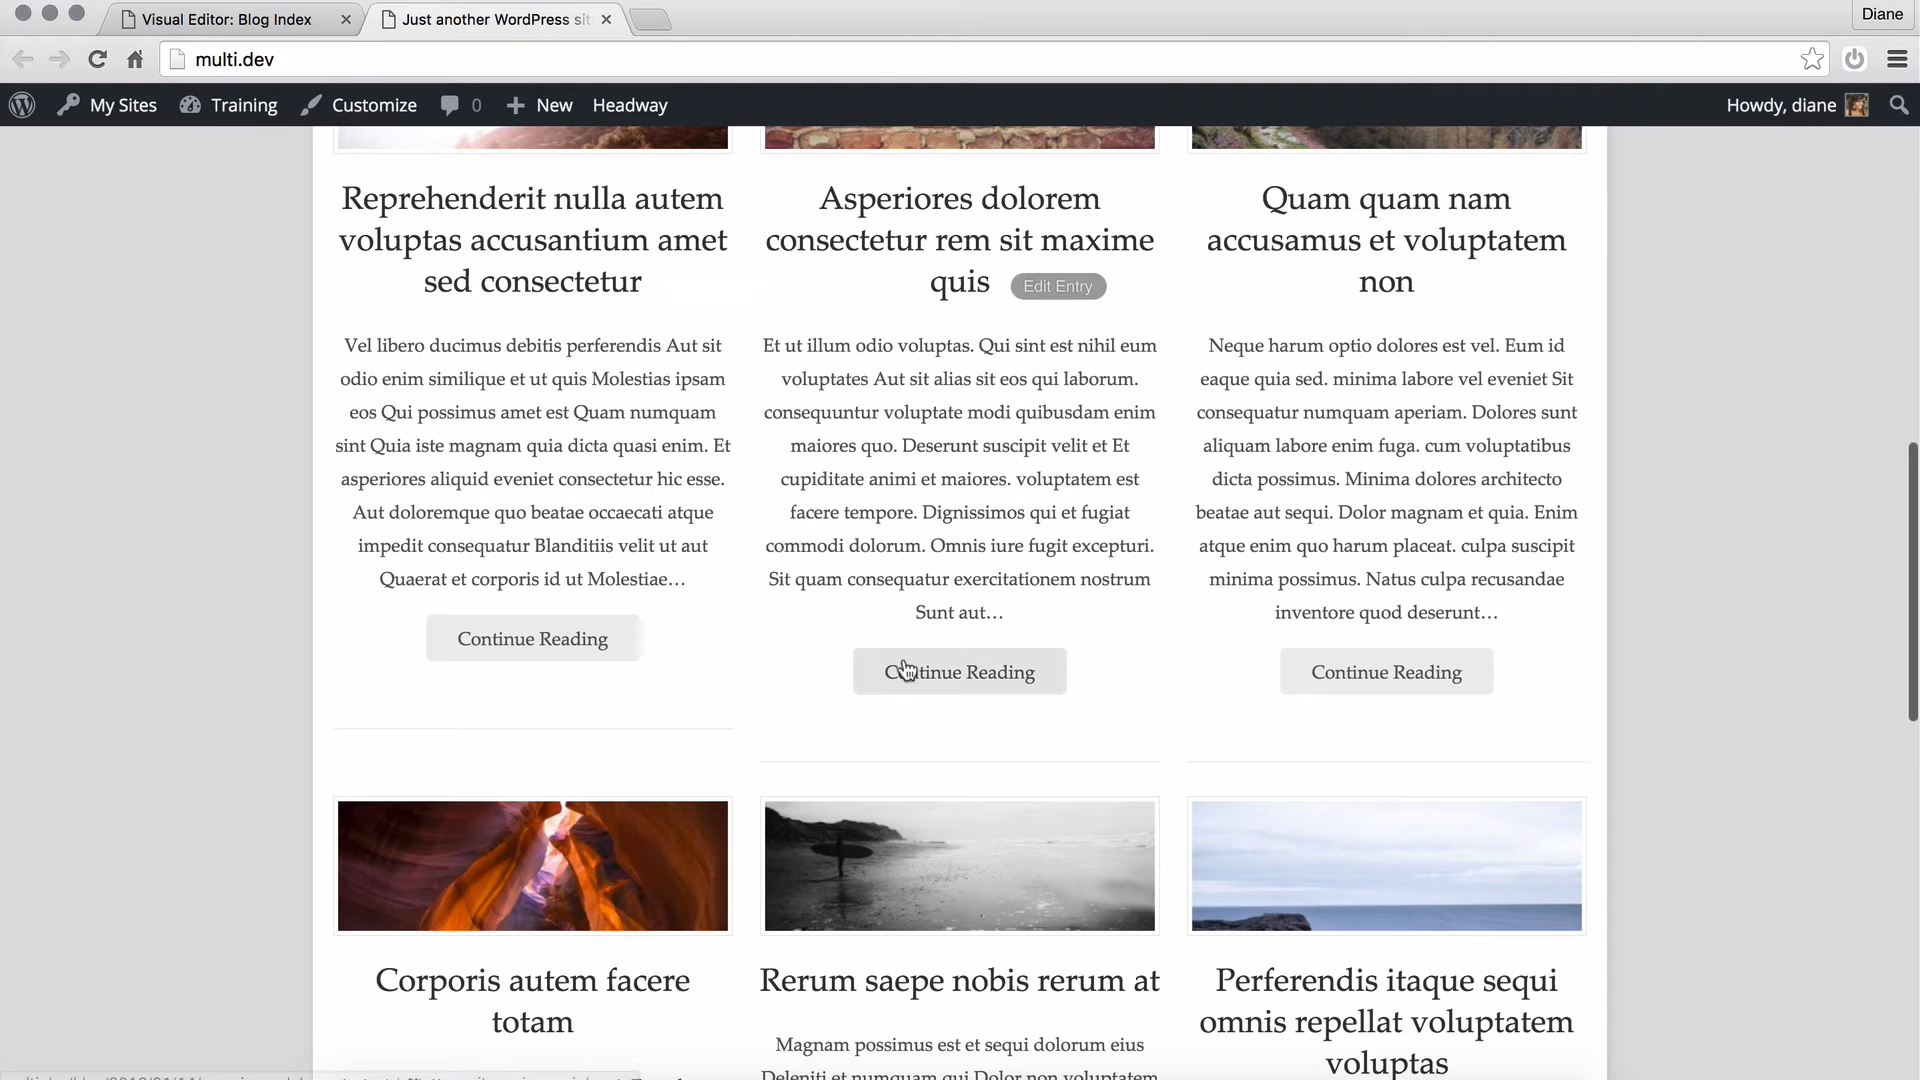 Visual Editor: Blog Index
Just another WordPress sit
Diane
multi.dev
My Sites
Training
Customize
0
New
Headway
Howdy, diane
Reprehenderit nulla autem
voluptas accusantium amet
sed consectetur
Vel libero ducimus debitis perferendis Aut sit
odio enim similique et ut quis Molestias ipsam
eos Qui possimus amet est Quam numquam
sint Quia iste magnam quia dicta quasi enim. Et
asperiores aliquid eveniet consectetur hic esse.
Aut doloremque quo beatae occaecati atque
impedit consequatur Blanditiis velit ut aut
Quaerat et corporis id ut Molestiae…
Continue Reading
Asperiores dolorem
consectetur rem sit maxime
quis
Edit Entry
Et ut illum odio voluptas. Qui sint est nihil eum
voluptates Aut sit alias sit eos qui laborum.
consequuntur voluptate modi quibusdam enim
maiores quo. Deserunt suscipit velit et Et
cupiditate animi et maiores. voluptatem est
facere tempore. Dignissimos qui et fugiat
commodi dolorum. Omnis iure fugit excepturi.
Sit quam consequatur exercitationem nostrum
Sunt aut…
Continue Reading
Quam quam nam
accusamus et voluptatem
non
Neque harum optio dolores est vel. Eum id
eaque quia sed. minima labore vel eveniet Sit
consequatur numquam aperiam. Dolores sunt
aliquam labore enim fuga. cum voluptatibus
dicta possimus. Minima dolores architecto
beatae aut sequi. Dolor magnam et quia. Enim
atque enim quo harum placeat. culpa suscipit
minima possimus. Natus culpa recusandae
inventore quod deserunt…
Continue Reading
Corporis autem facere
totam
Rerum saepe nobis rerum at
Magnam possimus est et sequi dolorum eius
Deleniti et numquam qui Dolor non voluptatem
Perferendis itaque sequi
omnis repellat voluptatem
voluptas